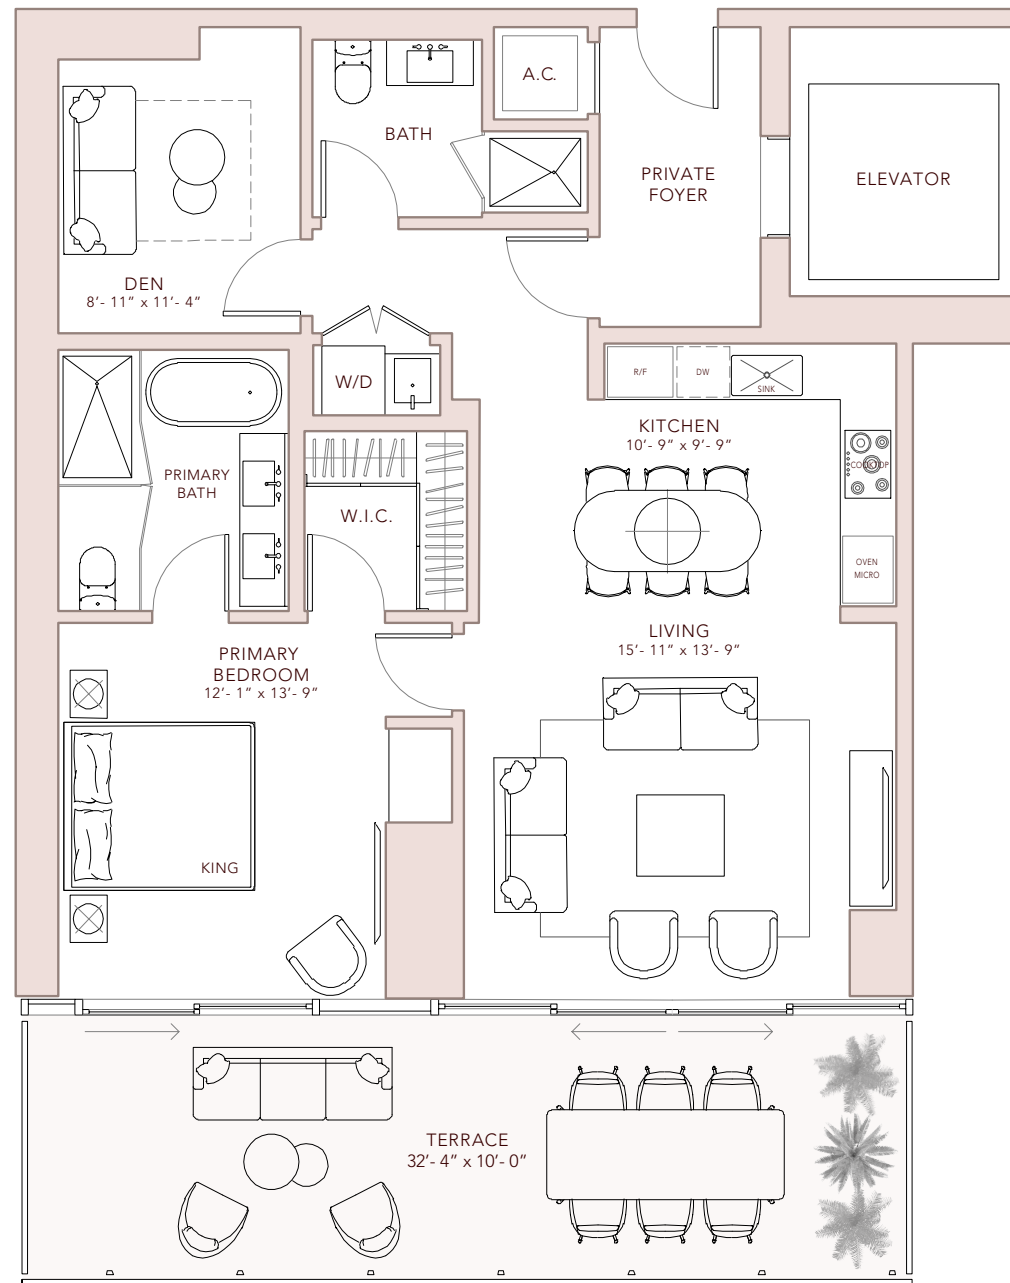 A.C.
BATH
PRIVATE
FOYER
ELEVATOR
DEN
8'- 11" x 11'- 4"
W/D
R/F
DW
SINK
KITCHEN
10'- 9" x 9'- 9"
COOKTOP
PRIMARY
BATH
W.I.C.
OVEN
MICRO
LIVING
15'- 11" x 13'- 9"
PRIMARY
BEDROOM
12'- 1" x 13'- 9"
KING
TERRACE
32'- 4" x 10'- 0"